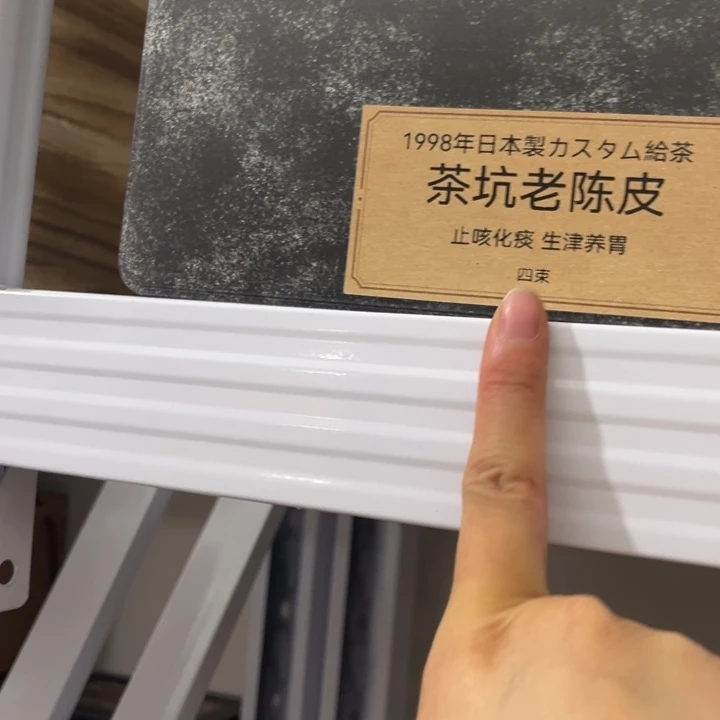 1998年日本製カスタム給茶
茶坑老陈皮
止咳化痰 生津养胃
四束